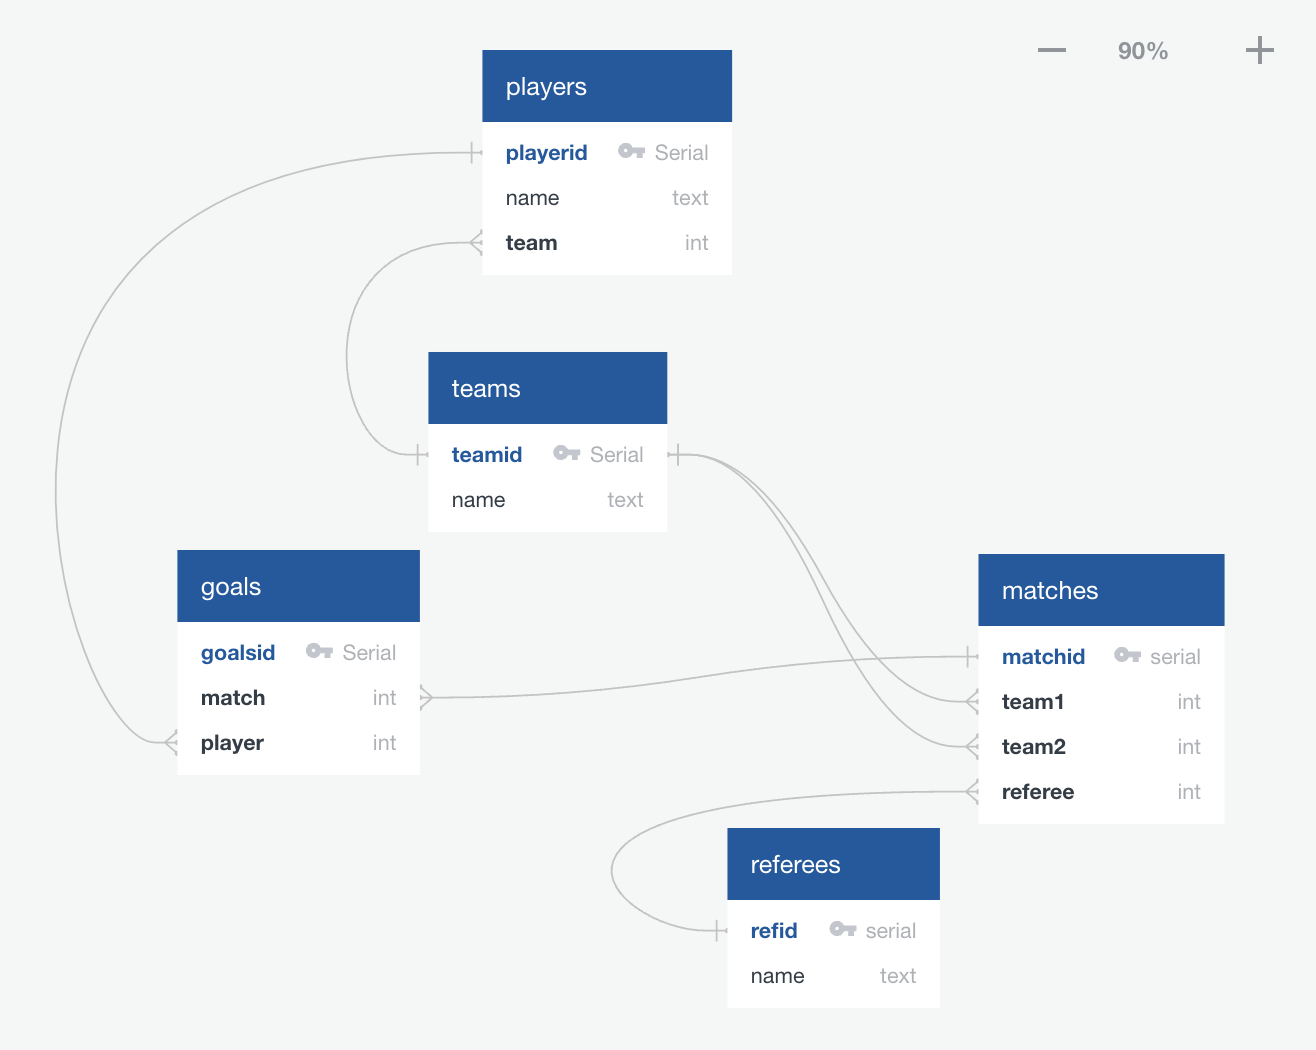 90%
players
playerid Serial
name text
team int
teams
teamid Serial
name text
goals
goalsid Serial
match int
player int
matches
matchid serial
team1 int
team2 int
referee int
referees
refid serial
name text